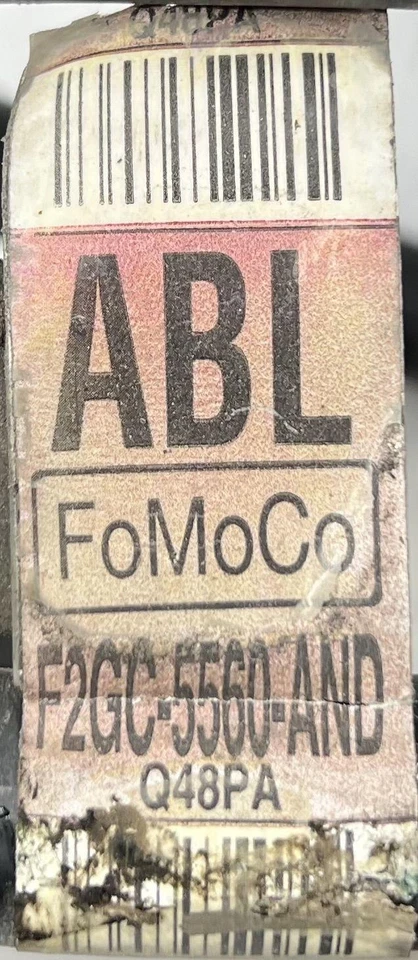 Q48PA
ABL
FoMoCo
F2GC-5560-AND
Q48PA